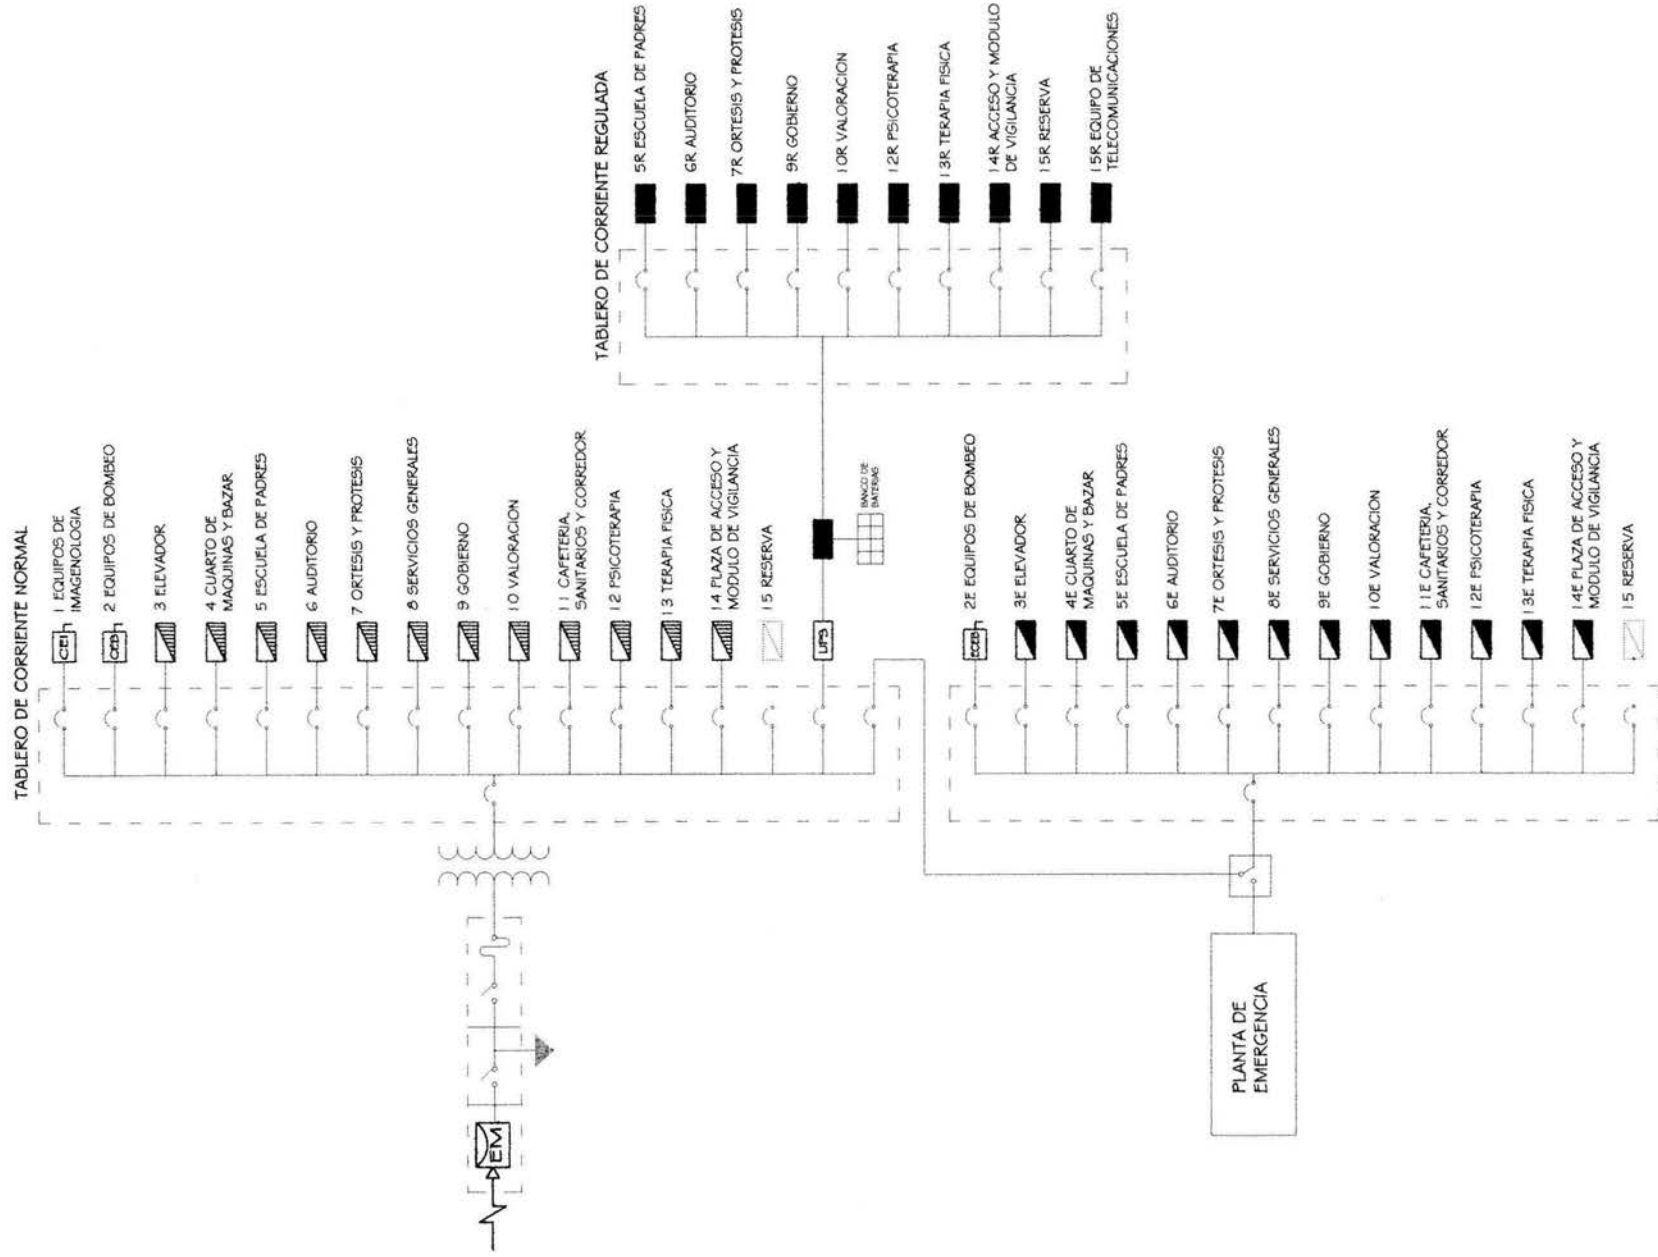 TABLERO DE CORRIENTE NORMAL
1 EQUIPOS DE
IMAGENOLOGIA
2 EQUIPOS DE BOMBEO
3 ELEVADOR
4 CUARTO DE
MAQUINAS Y BAZAR
5 ESCUELA DE PADRES
6 AUDITORIO
7 ORTESIS Y PROTESIS
8 SERVICIOS GENERALES
9 GOBIERNO
10 VALORACION
11 CAFETERIA,
SANITARIOS Y CORREDOR
12 PSICOTERAPIA
13 TERAPIA FISICA
14 PLAZA DE ACCESO Y
MODULO DE VIGILANCIA
15 RESERVA
CEI
CEB
UPS
BANCO DE
BATERIAS
TABLERO DE CORRIENTE REGULADA
5R ESCUELA DE PADRES
6R AUDITORIO
7R ORTESIS Y PROTESIS
9R GOBIERNO
10R VALORACION
12R PSICOTERAPIA
13R TERAPIA FISICA
14R ACCESO Y MODULO
DE VIGILANCIA
15R RESERVA
15R EQUIPO DE
TELECOMUNICACIONES
2E EQUIPOS DE BOMBEO
3E ELEVADOR
4E CUARTO DE
MAQUINAS Y BAZAR
5E ESCUELA DE PADRES
6E AUDITORIO
7E ORTESIS Y PROTESIS
8E SERVICIOS GENERALES
9E GOBIERNO
10E VALORACION
11E CAFETERIA,
SANITARIOS Y CORREDOR
12E PSICOTERAPIA
13E TERAPIA FISICA
14E PLAZA DE ACCESO Y
MODULO DE VIGILANCIA
15 RESERVA
ECEB
EM
PLANTA DE
EMERGENCIA